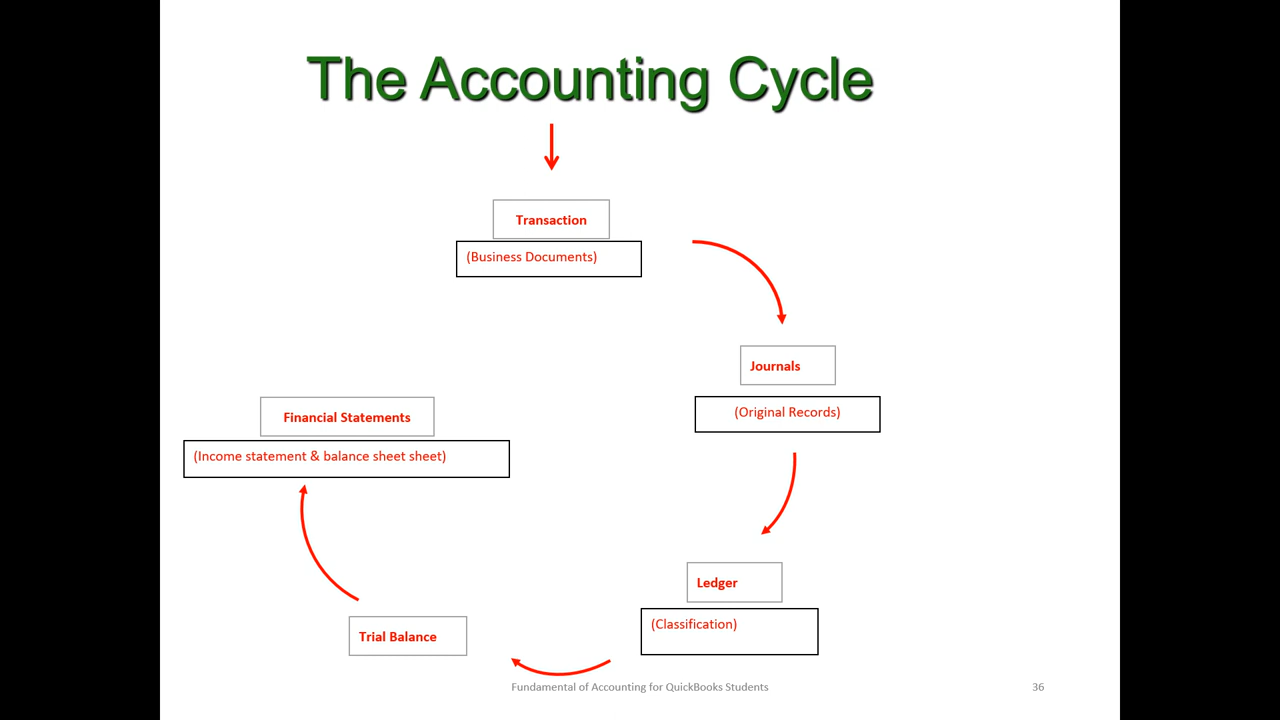 The Accounting Cycle
Transaction
(Business Documents)
Journals
(Original Records)
Ledger
(Classification)
Trial Balance
Financial Statements
(Income statement & balance sheet sheet)
Fundamental of Accounting for QuickBooks Students
36